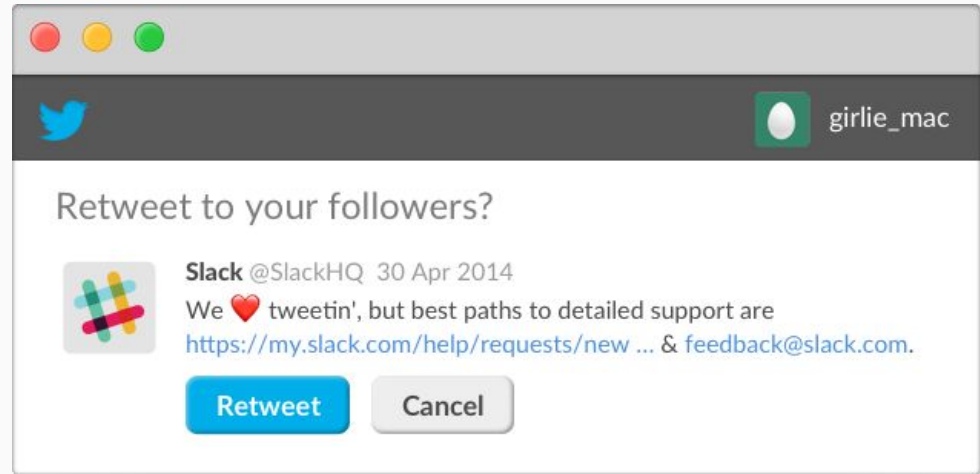 girlie_mac
Retweet to your followers?
Slack @SlackHQ 30 Apr 2014
We ❤️ tweetin', but best paths to detailed support are
https://my.slack.com/help/requests/new ... & feedback@slack.com.
Retweet Cancel